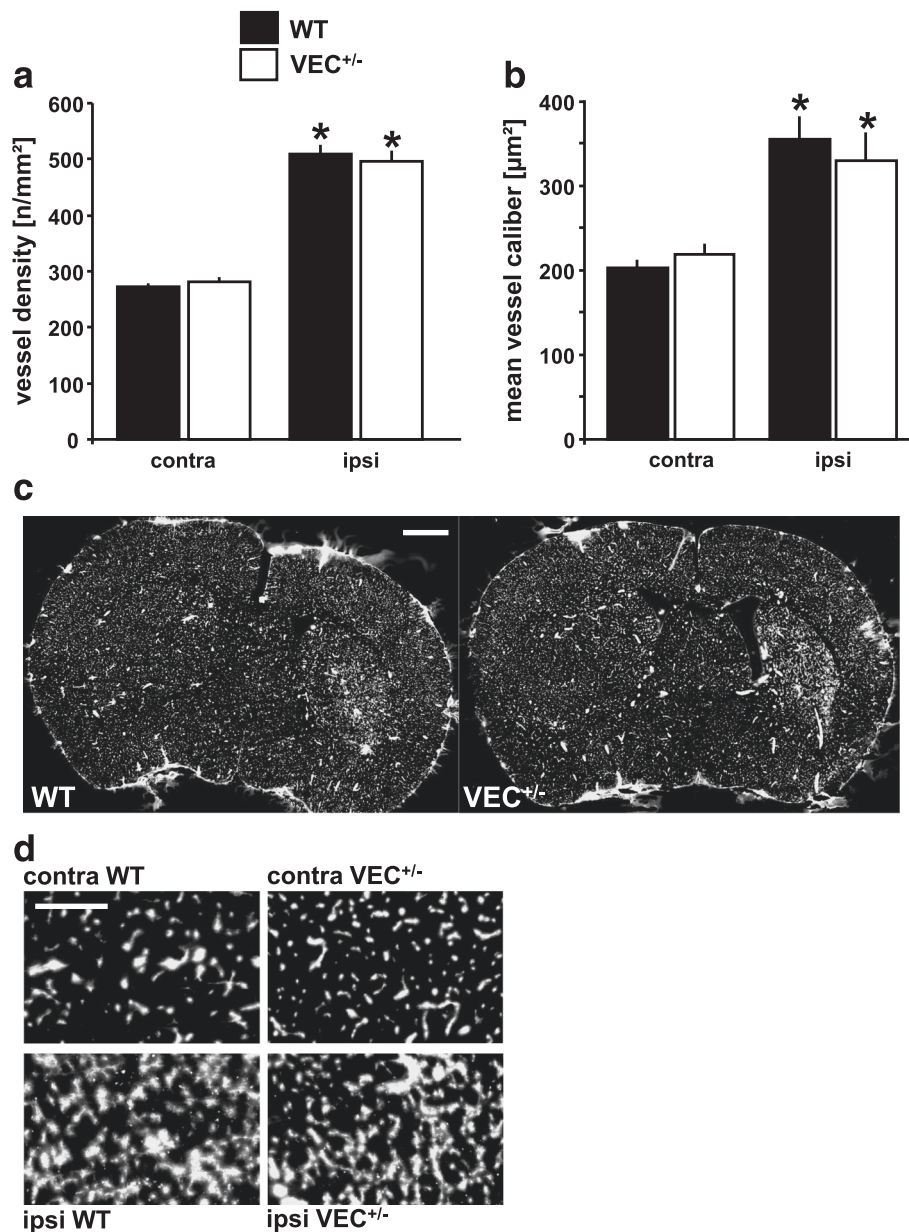 WT
VEC+/-
a
vessel density [n/mm²]
600
500
400
300
200
100
0
* *
contra ipsi
b
mean vessel caliber [µm²]
400
300
200
100
0
* *
contra ipsi
c
WT VEC+/-
d
contra WT contra VEC+/-
ipsi WT ipsi VEC+/-